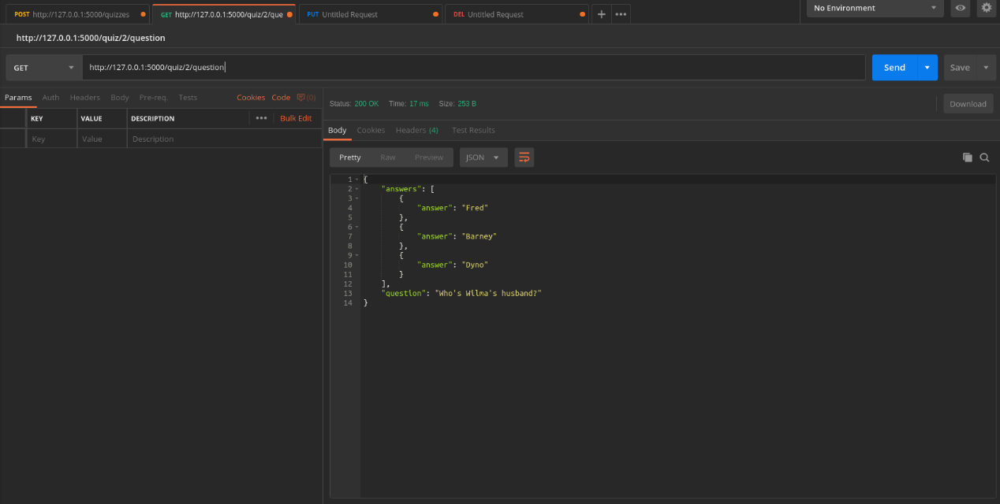 POST http://127.0.0.1:5000/quizzes GET http://127.0.0.1:5000/quiz/2/que PUT Untitled Request DEL Untitled Request + ••• No Environment
http://127.0.0.1:5000/quiz/2/question
GET http://127.0.0.1:5000/quiz/2/question Send Save
Params Auth Headers Body Pre-req. Tests Cookies Code (0)
KEY VALUE DESCRIPTION ••• Bulk Edit
Key Value Description
Status: 200 OK Time: 17 ms Size: 253 B Download
Body Cookies Headers (4) Test Results
Pretty Raw Preview JSON
1 {
2 "answers": [
3 {
4 "answer": "Fred"
5 },
6 {
7 "answer": "Barney"
8 },
9 {
10 "answer": "Dyno"
11 }
12 ],
13 "question": "Who's Wilma's husband?"
14 }